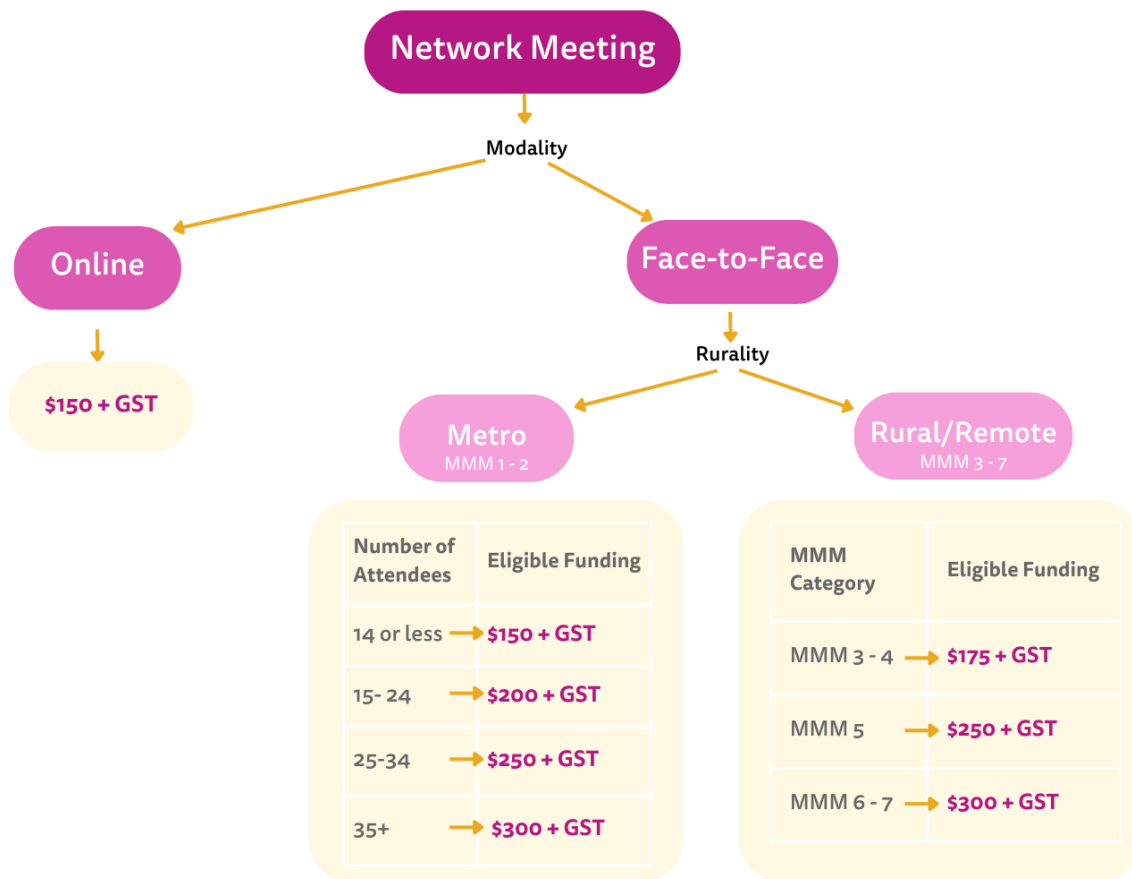 Network Meeting
Modality
Online
Face-to-Face
$150 + GST
Rurality
Metro
MMM 1 - 2
Rural/Remote
MMM 3 - 7
Number of
Attendees
Eligible Funding
14 or less
$150 + GST
15- 24
$200 + GST
25-34
$250 + GST
35+
$300 + GST
MMM
Category
Eligible Funding
MMM 3 - 4
$175 + GST
MMM 5
$250 + GST
MMM 6 - 7
$300 + GST